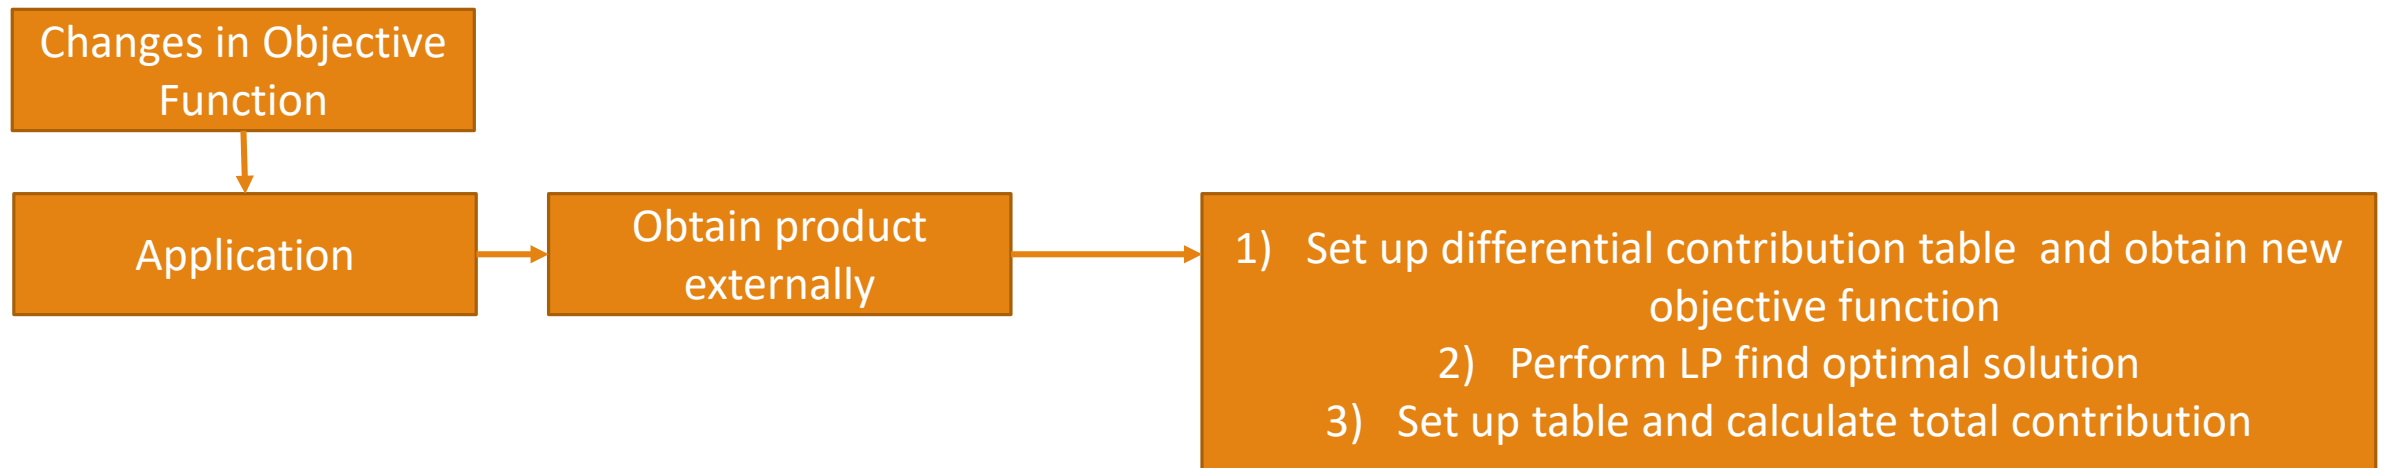 Changes in Objective
Function
Application
Obtain product
externally
1) Set up differential contribution table and obtain new
objective function
2) Perform LP find optimal solution
3) Set up table and calculate total contribution